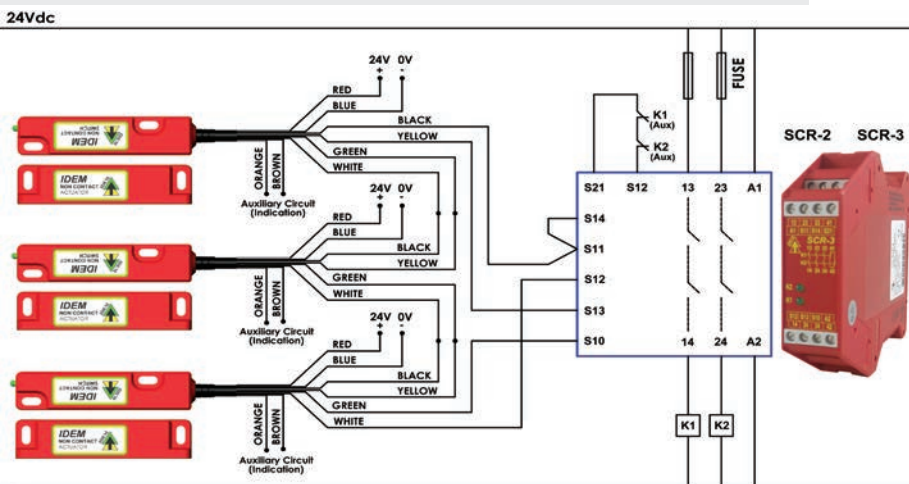 24Vdc
24V 0V
+ -
RED
BLUE
BLACK
YELLOW
GREEN
WHITE
ORANGE
BROWN
Auxiliary Circuit
(Indication)
IDEM
NON CONTACT
SWITCH
IDEM
NON CONTACT
ACTUATOR
24V 0V
+ -
RED
BLUE
BLACK
YELLOW
GREEN
WHITE
ORANGE
BROWN
Auxiliary Circuit
(Indication)
IDEM
NON CONTACT
SWITCH
IDEM
NON CONTACT
ACTUATOR
24V 0V
+ -
RED
BLUE
BLACK
YELLOW
GREEN
WHITE
ORANGE
BROWN
Auxiliary Circuit
(Indication)
IDEM
NON CONTACT
SWITCH
IDEM
NON CONTACT
ACTUATOR
FUSE
K1
(Aux)
K2
(Aux)
S21 S12 13 23 A1
S14
S11
S12
S13
S10
14 24 A2
K1 K2
SCR-2 SCR-3
SCR-3